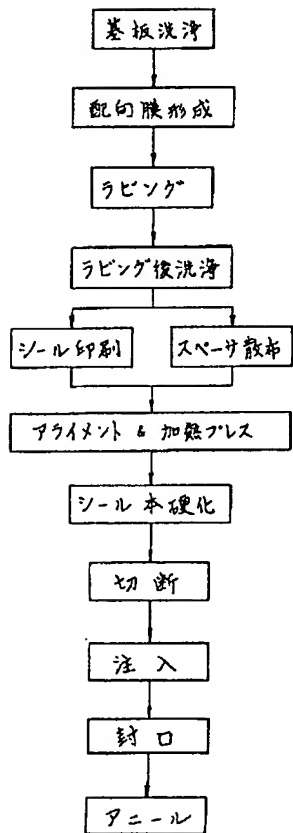 基板洗浄
配向膜形成
ラビング
ラビング後洗浄
シール印刷
スペーサ散布
アライメント & 加熱プレス
シール本硬化
切断
注入
封口
アニール